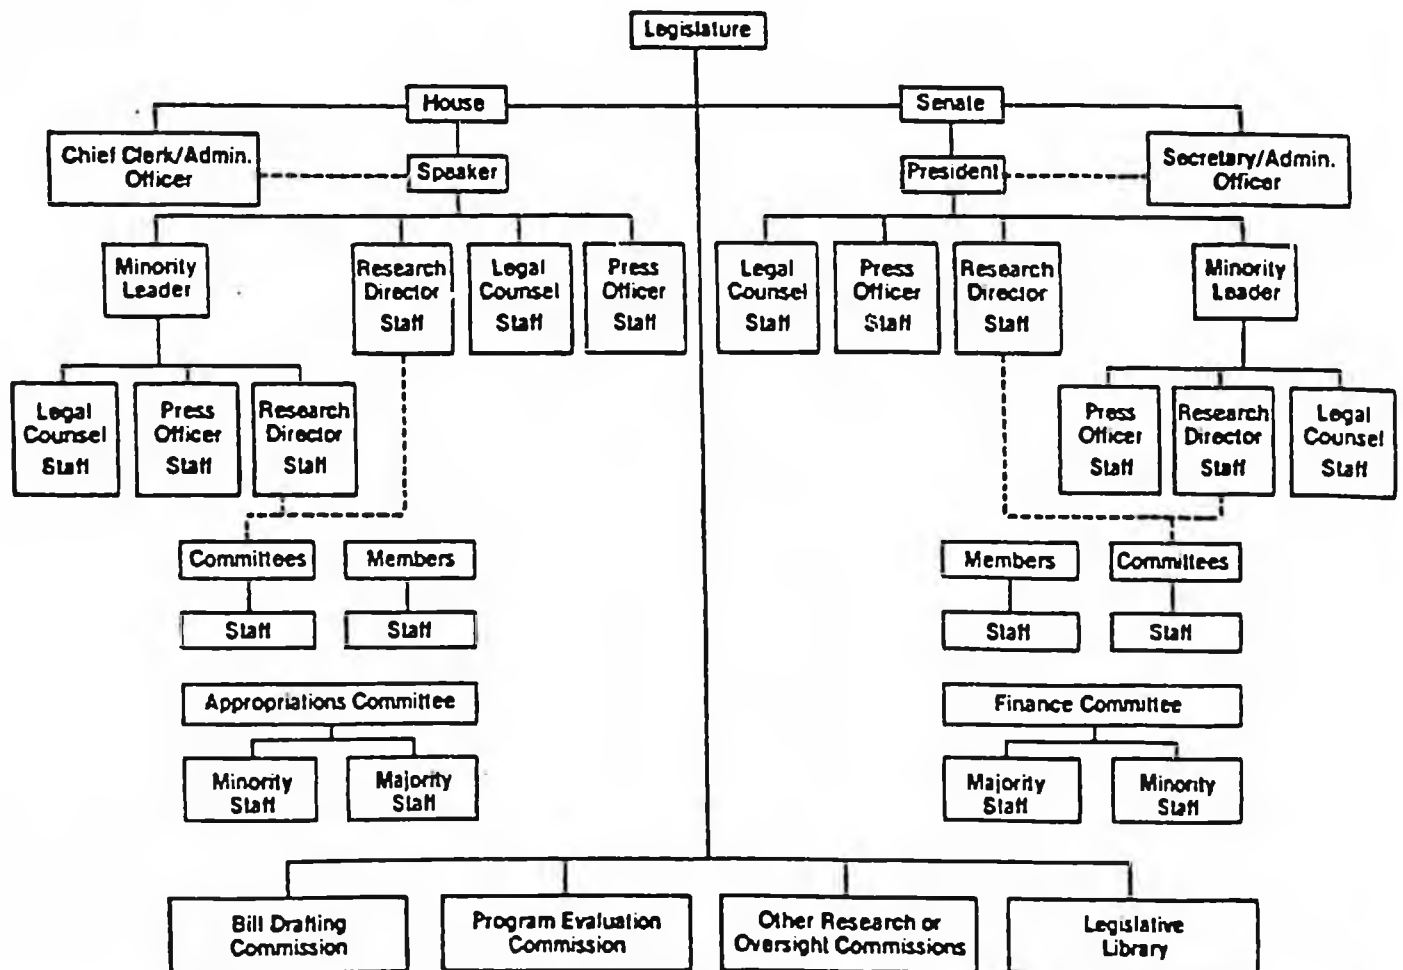 Legislature
House
Senate
Chief Clerk/Admin.
Officer
Speaker
President
Secretary/Admin.
Officer
Minority
Leader
Research
Director
Staff
Legal
Counsel
Staff
Press
Officer
Staff
Legal
Counsel
Staff
Press
Officer
Staff
Research
Director
Staff
Minority
Leader
Legal
Counsel
Staff
Press
Officer
Staff
Research
Director
Staff
Press
Officer
Staff
Research
Director
Staff
Legal
Counsel
Staff
Committees
Members
Members
Committees
Staff
Staff
Staff
Staff
Appropriations Committee
Finance Committee
Minority
Staff
Majority
Staff
Majority
Staff
Minority
Staff
Bill Drafting
Commission
Program Evaluation
Commission
Other Research or
Oversight Commissions
Legislative
Library